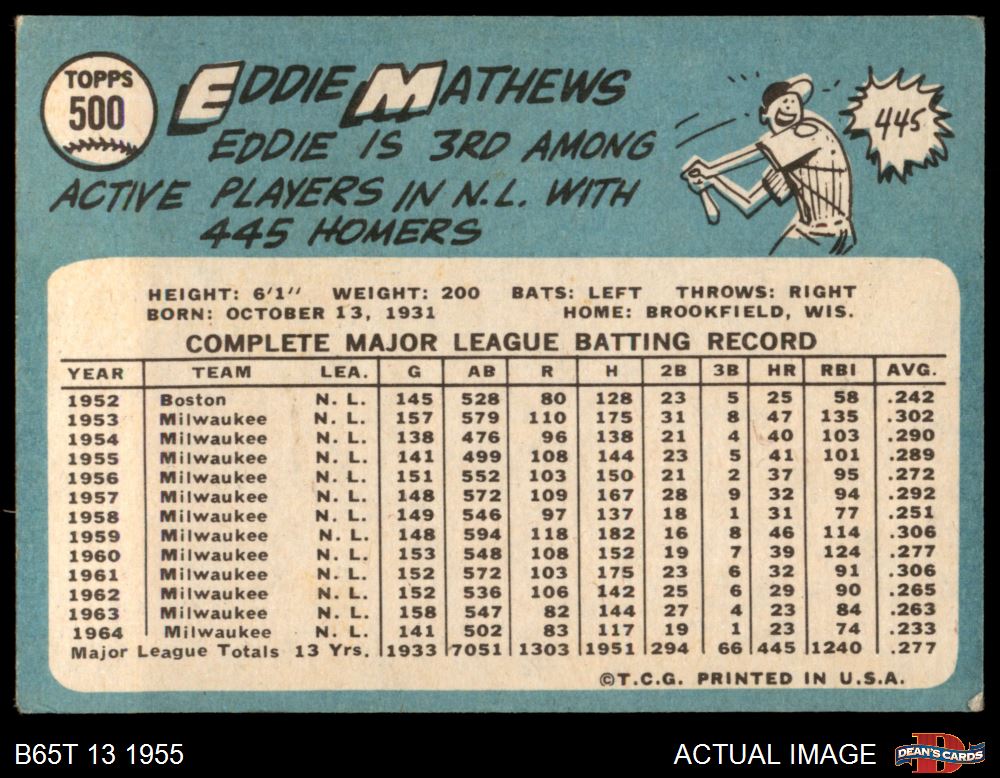 TOPPS
500
EDDIE MATHEWS
EDDIE IS 3RD AMONG
ACTIVE PLAYERS IN N.L. WITH
445 HOMERS
445
HEIGHT: 6'1" WEIGHT: 200 BATS: LEFT THROWS: RIGHT
BORN: OCTOBER 13, 1931 HOME: BROOKFIELD, WIS.
COMPLETE MAJOR LEAGUE BATTING RECORD
YEAR TEAM LEA. G AB R H 2B 3B HR RBI AVG.
1952 Boston N. L. 145 528 80 128 23 5 25 58 .242
1953 Milwaukee N. L. 157 579 110 175 31 8 47 135 .302
1954 Milwaukee N. L. 138 476 96 138 21 4 40 103 .290
1955 Milwaukee N. L. 141 499 108 144 23 5 41 101 .289
1956 Milwaukee N. L. 151 552 103 150 21 2 37 95 .272
1957 Milwaukee N. L. 148 572 109 167 28 9 32 94 .292
1958 Milwaukee N. L. 149 546 97 137 18 1 31 77 .251
1959 Milwaukee N. L. 148 594 118 182 16 8 46 114 .306
1960 Milwaukee N. L. 153 548 108 152 19 7 39 124 .277
1961 Milwaukee N. L. 152 572 103 175 23 6 32 91 .306
1962 Milwaukee N. L. 152 536 106 142 25 6 29 90 .265
1963 Milwaukee N. L. 158 547 82 144 27 4 23 84 .263
1964 Milwaukee N. L. 141 502 83 117 19 1 23 74 .233
Major League Totals 13 Yrs. 1933 7051 1303 1951 294 66 445 1240 .277
©T.C.G. PRINTED IN U.S.A.
B65T 13 1955
ACTUAL IMAGE
D
DEAN'S CARDS